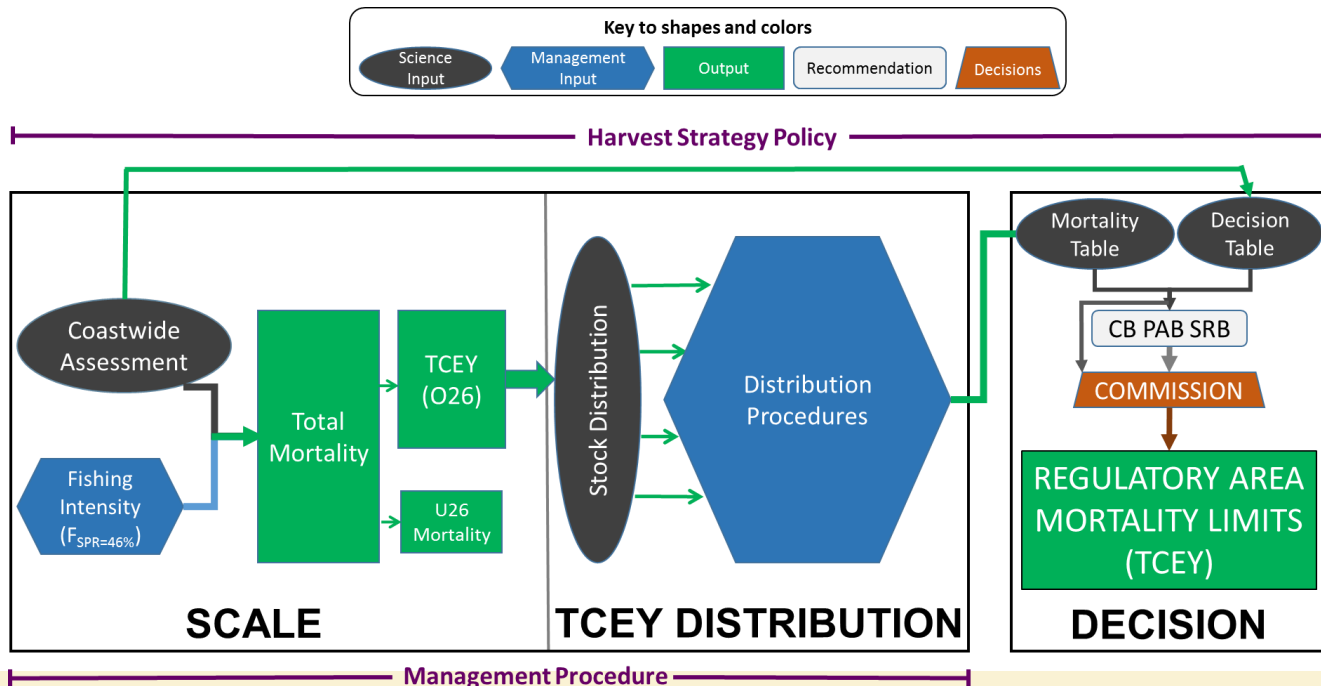 Key to shapes and colors
Science
Input
Management
Input
Output
Recommendation
Decisions
Harvest Strategy Policy
Coastwide
Assessment
Fishing
Intensity
(FSPR=46%)
Total
Mortality
TCEY
(O26)
U26
Mortality
SCALE
Stock Distribution
Distribution
Procedures
TCEY DISTRIBUTION
Mortality
Table
Decision
Table
CB PAB SRB
COMMISSION
REGULATORY AREA
MORTALITY LIMITS
(TCEY)
DECISION
Management Procedure